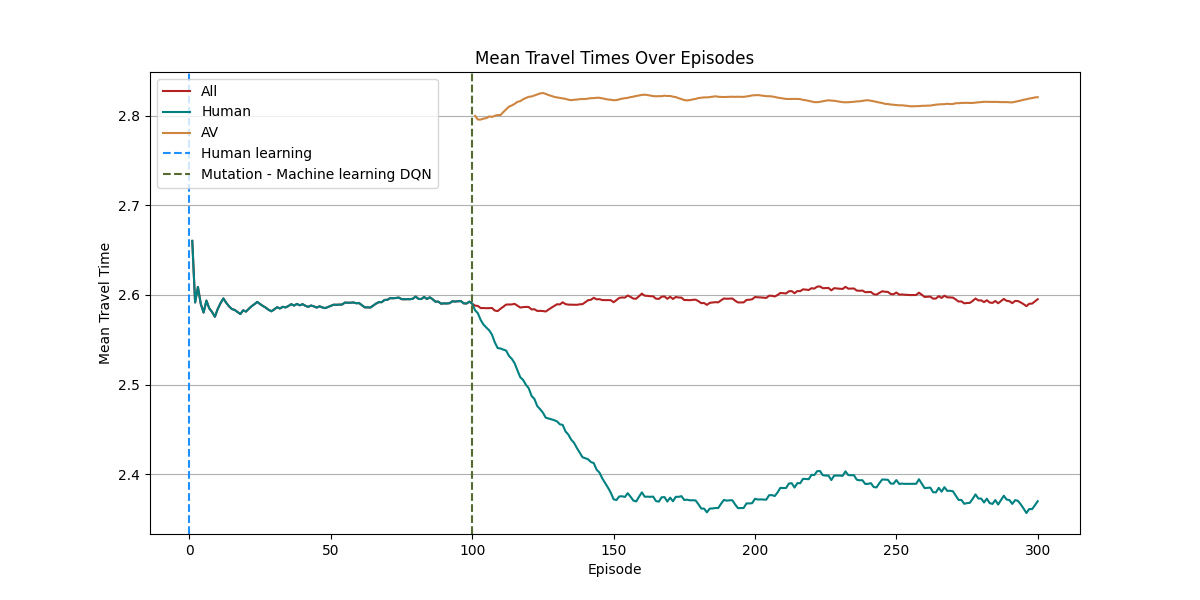 Mean Travel Times Over Episodes
All
Human
AV
Human learning
Mutation - Machine learning DQN
Mean Travel Time
2.8
2.7
2.6
2.5
2.4
0 50 100 150 200 250 300
Episode